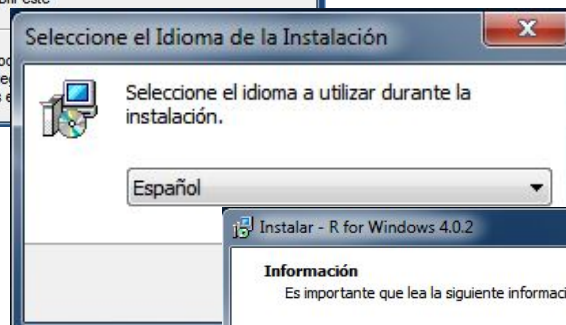 Seleccione el Idioma de la Instalación
Seleccione el idioma a utilizar durante la
instalación.
Español
Instalar - R for Windows 4.0.2
Información
Es importante que lea la siguiente informaci